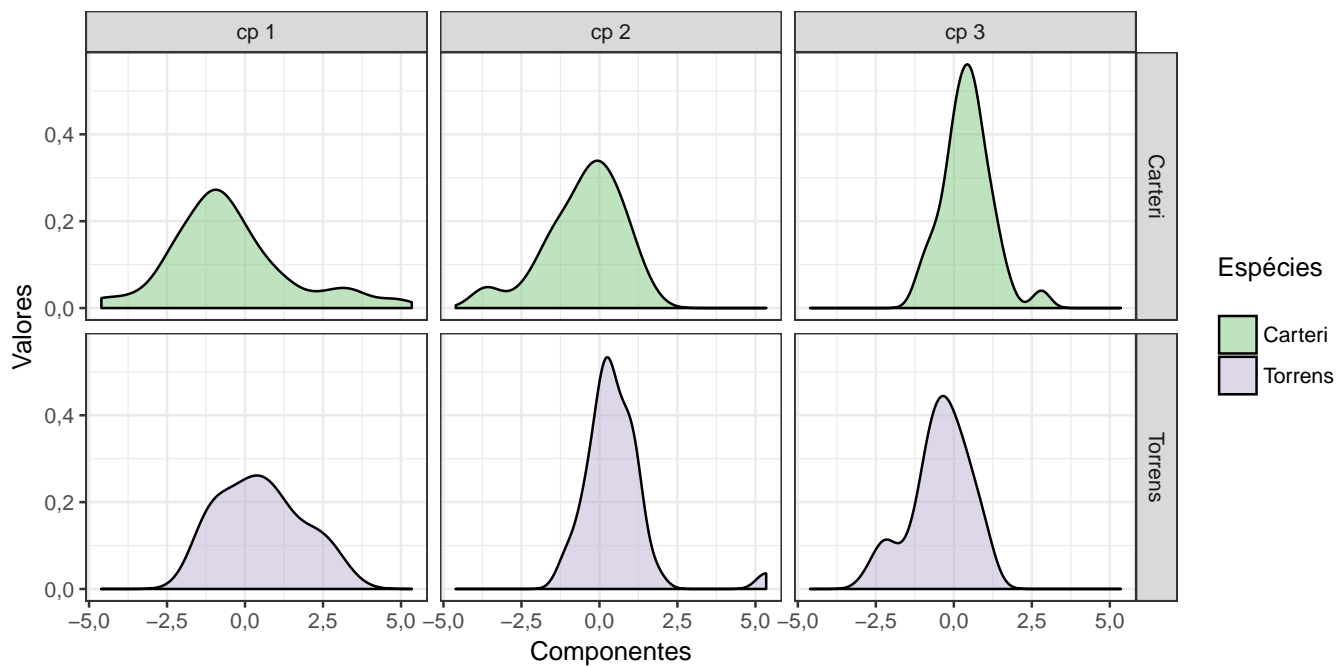 cp 1
cp 2
cp 3
Valores
0,4
0,2
0,0
Carteri
0,4
0,2
0,0
Torrens
−5,0 −2,5 0,0 2,5 5,0
−5,0 −2,5 0,0 2,5 5,0
−5,0 −2,5 0,0 2,5 5,0
Componentes
Espécies
Carteri
Torrens